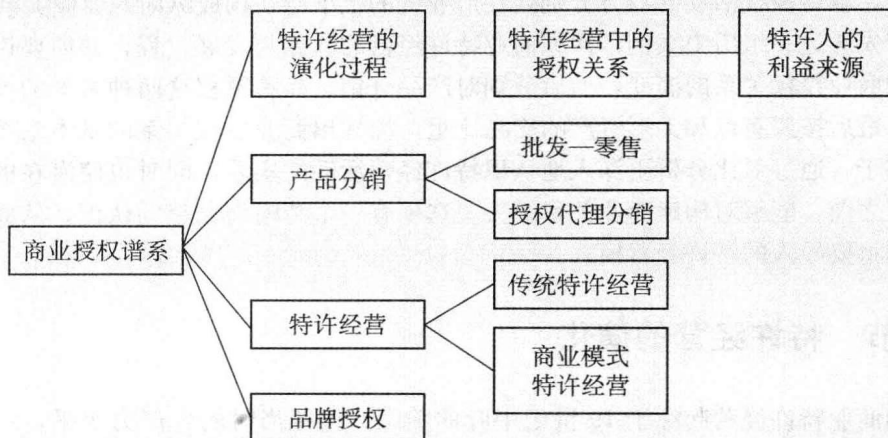 特许经营的
演化过程
特许经营中的
授权关系
特许人的
利益来源
产品分销
批发—零售
授权代理分销
商业授权谱系
特许经营
传统特许经营
商业模式
特许经营
品牌授权